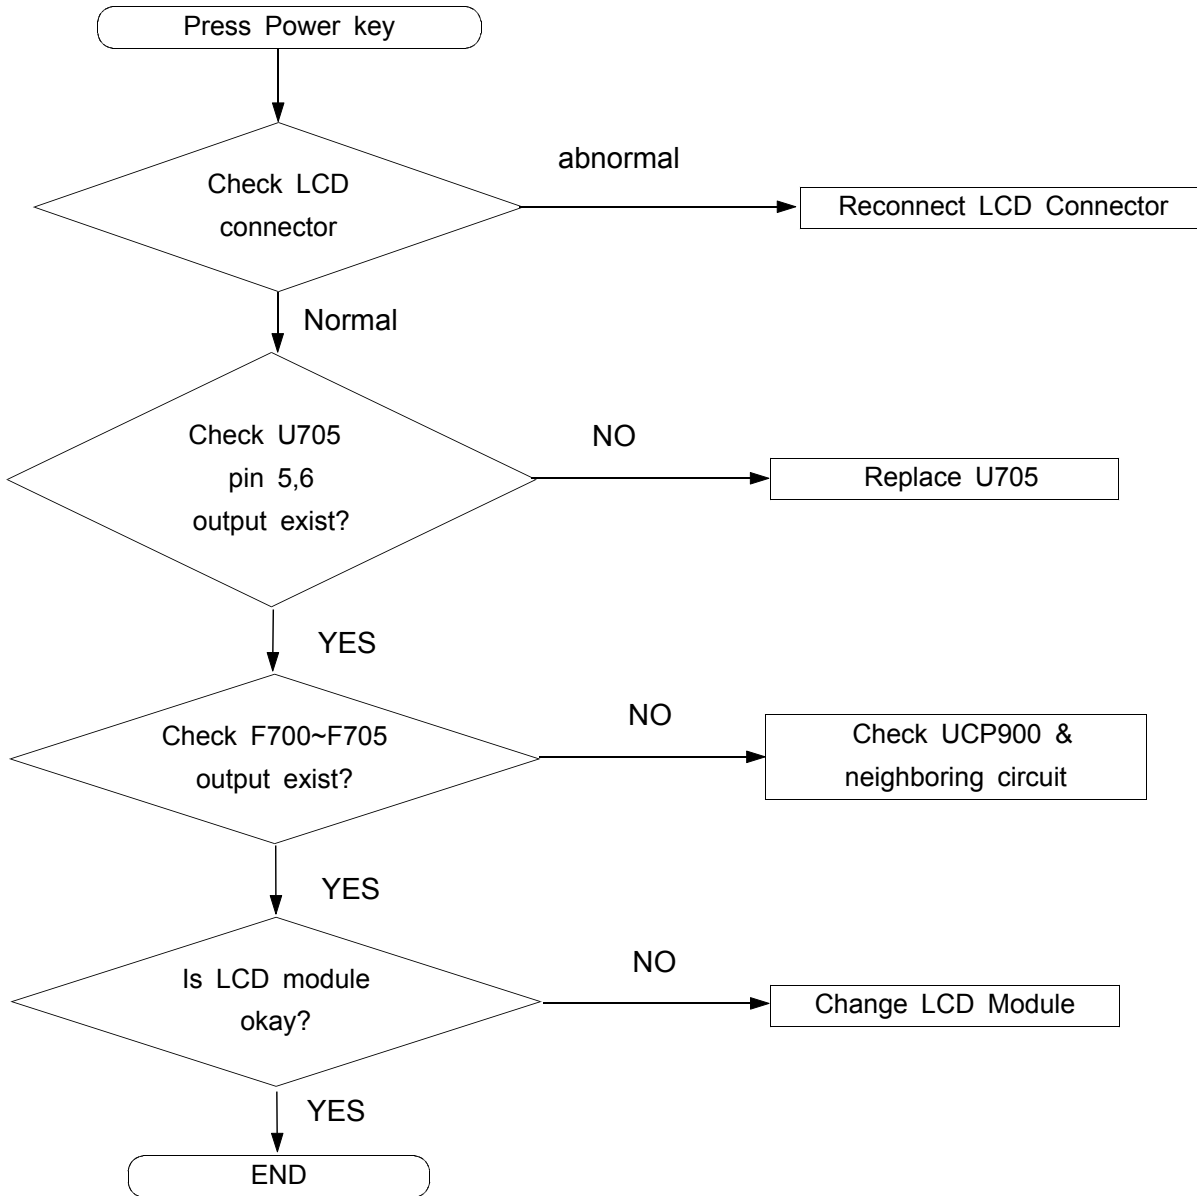 Press Power key
Check LCD
connector
abnormal
Reconnect LCD Connector
Normal
Check U705
pin 5,6
output exist?
NO
Replace U705
YES
Check F700~F705
output exist?
NO
Check UCP900 &
neighboring circuit
YES
Is LCD module
okay?
NO
Change LCD Module
YES
END